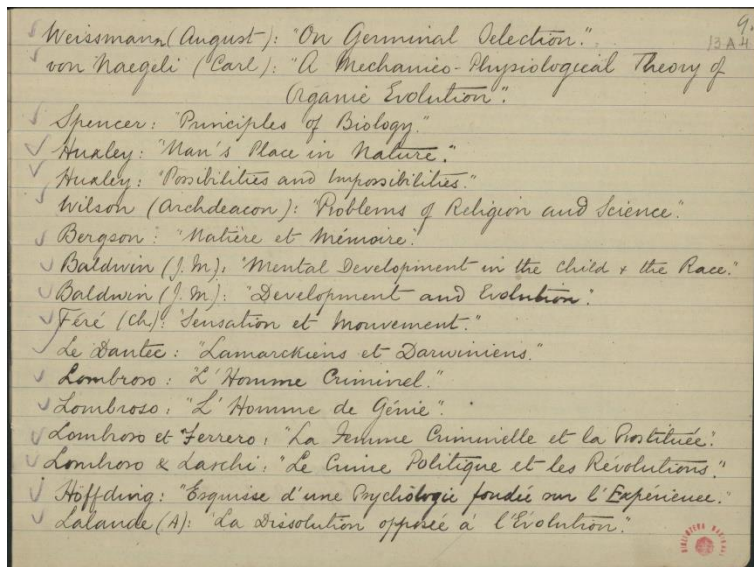 9.
13A4
Weissmann (August): "On Germinal Selection."
von Naegeli (Carl): "A Mechanico-Physiological Theory of
Organic Evolution".
Spencer: "Principles of Biology."
Huxley: "Man's Place in Nature."
Huxley: "Possibilities and Impossibilities."
Wilson (Archdeacon): "Problems of Religion and Science".
Bergson: "Matière et Mémoire".
Baldwin (J.M): "Mental Development in the Child & the Race."
Baldwin (J.M): "Development and Evolution".
Féré (Ch): "Sensation et Mouvement."
Le Dantec: "Lamarckiens et Darwiniens."
Lombroso: "L'Homme Criminel."
Lombroso: "L'Homme de Génie".
Lombroso et Ferrero: "La Femme Criminelle et la Prostituée".
Lombroso & Laschi: "Le Crime Politique et les Révolutions."
Höffding: "Esquisse d'une Psychologie fondée sur l'Expérience."
Lalande (A): "La Dissolution opposée à l'Évolution".